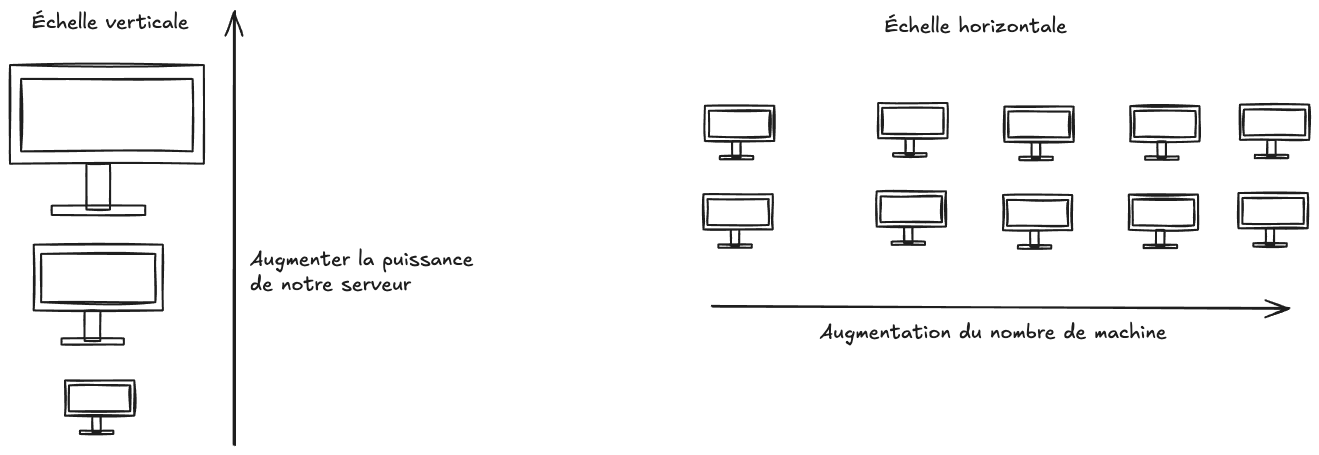 Échelle verticale
Augmenter la puissance
de notre serveur
Échelle horizontale
Augmentation du nombre de machine